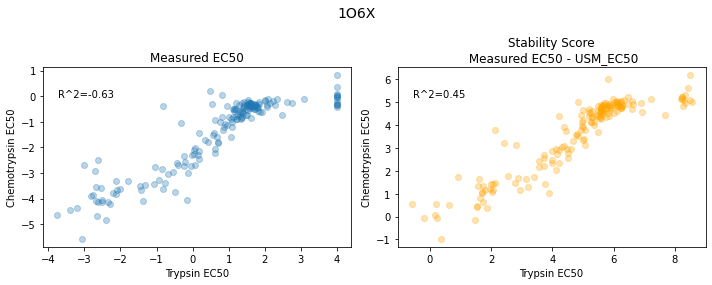 1O6X
Measured EC50
R^2=-0.63
Chemotrypsin EC50
1
0
−1
−2
−3
−4
−5
−4
−3
−2
−1
0
1
2
3
4
Trypsin EC50
Stability Score
Measured EC50 - USM_EC50
R^2=0.45
Chemotrypsin EC50
6
5
4
3
2
1
0
−1
0
2
4
6
8
Trypsin EC50